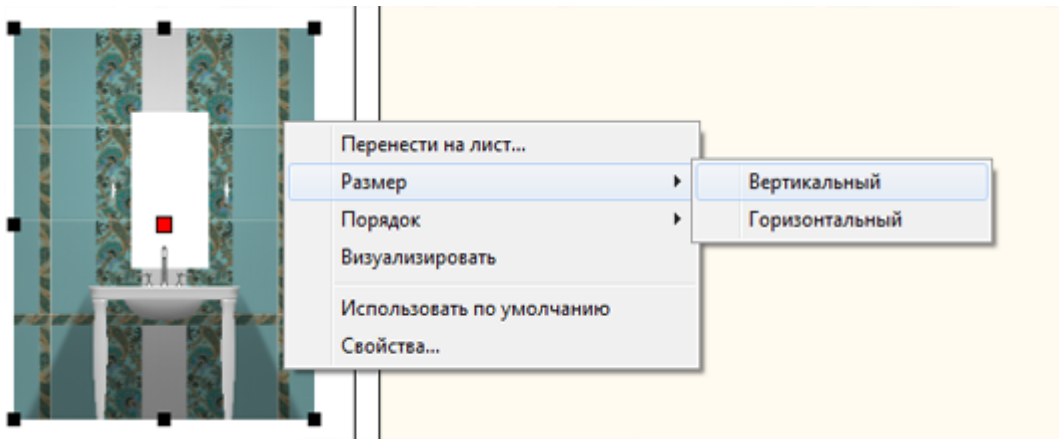 Перенести на лист...
Размер
Вертикальный
Порядок
Горизонтальный
Визуализировать
Использовать по умолчанию
Свойства...